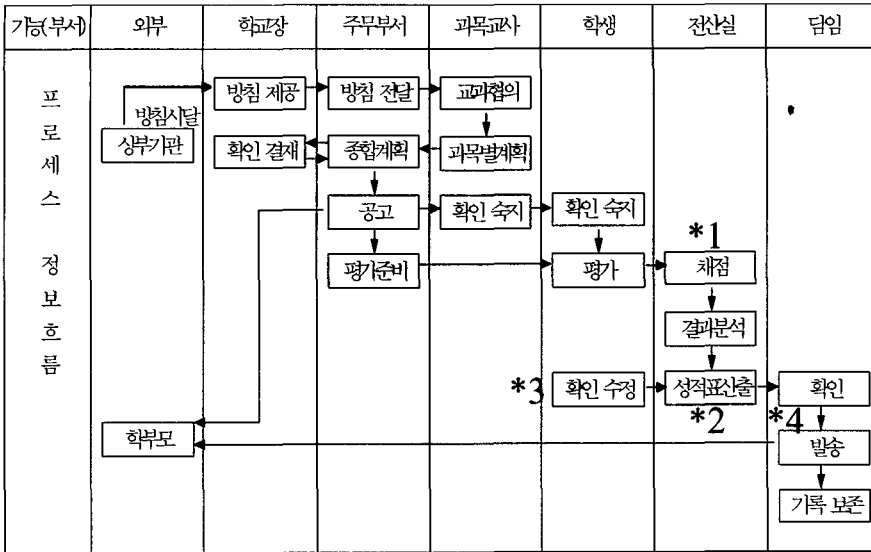 기능(부서) 외부 학교장 주무부서 과목교사 학생 전산실 담임
프로세스 정보흐름
방침 제공 방침 전달 교과협의
방침시달
상부기관 확인 결재 종합계획 과목별계획
공고 확인 숙지 확인 숙지
*1
평가준비 평가 채점
결과분석
*3 확인 수정 성적표산출 확인
*2 *4
학부모 발송
기록 보존